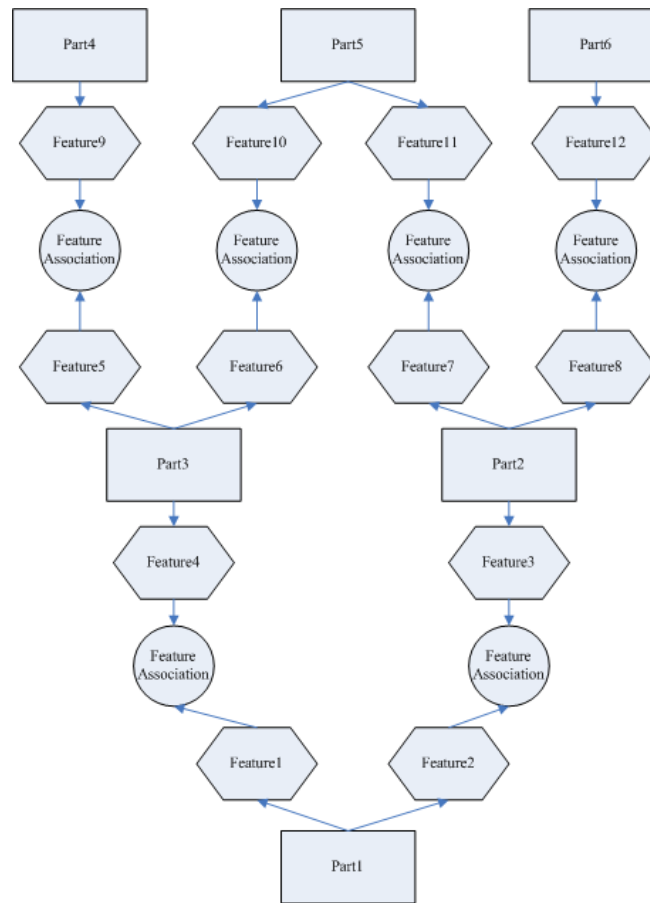 Part4
Part5
Part6
Feature9
Feature10
Feature11
Feature12
Feature
Association
Feature
Association
Feature
Association
Feature
Association
Feature5
Feature6
Feature7
Feature8
Part3
Part2
Feature4
Feature3
Feature
Association
Feature
Association
Feature1
Feature2
Part1